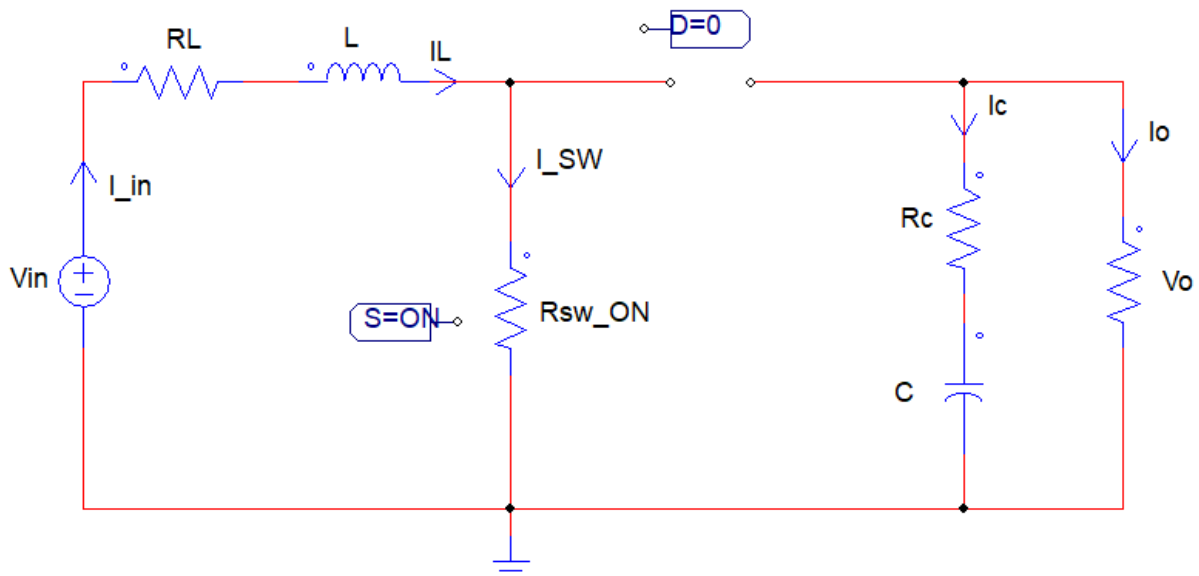 D=0
RL
L
IL
Ic
Io
I_in
I_SW
Rc
Vin
S=ON
Rsw_ON
Vo
C